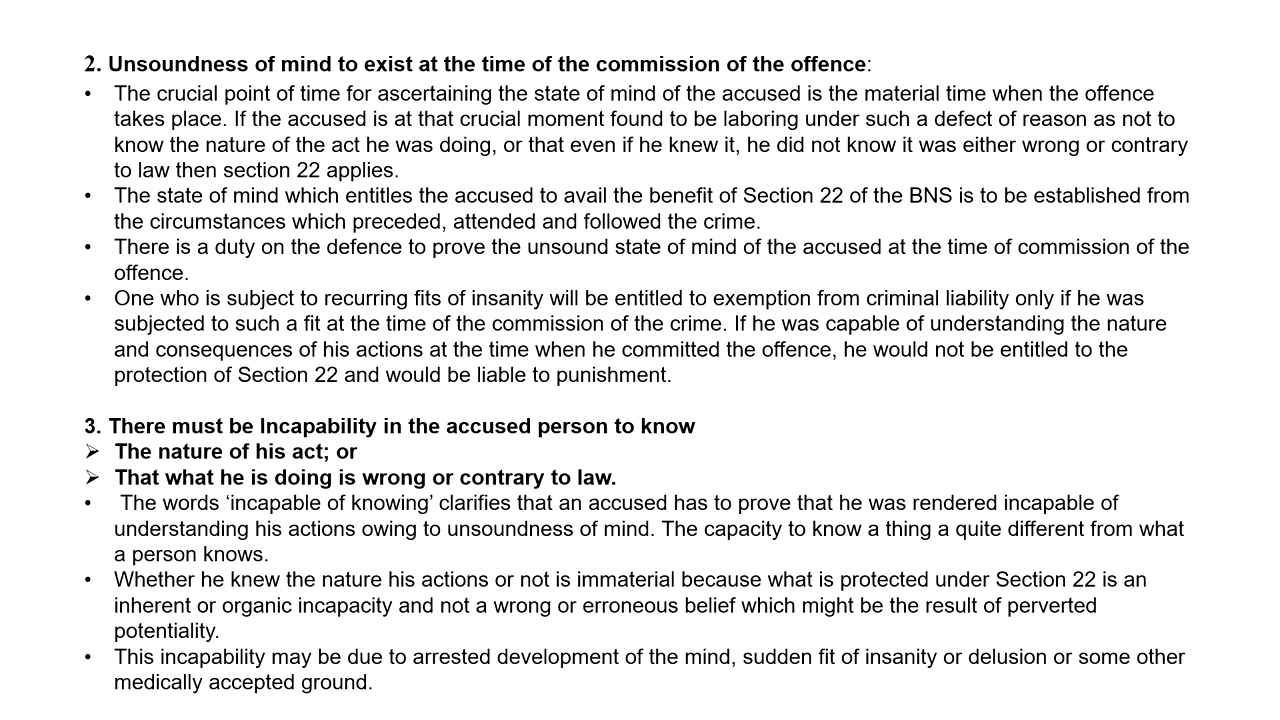 2. Unsoundness of mind to exist at the time of the commission of the offence:
• The crucial point of time for ascertaining the state of mind of the accused is the material time when the offence
takes place. If the accused is at that crucial moment found to be laboring under such a defect of reason as not to
know the nature of the act he was doing, or that even if he knew it, he did not know it was either wrong or contrary
to law then section 22 applies.
• The state of mind which entitles the accused to avail the benefit of Section 22 of the BNS is to be established from
the circumstances which preceded, attended and followed the crime.
• There is a duty on the defence to prove the unsound state of mind of the accused at the time of commission of the
offence.
• One who is subject to recurring fits of insanity will be entitled to exemption from criminal liability only if he was
subjected to such a fit at the time of the commission of the crime. If he was capable of understanding the nature
and consequences of his actions at the time when he committed the offence, he would not be entitled to the
protection of Section 22 and would be liable to punishment.
3. There must be Incapability in the accused person to know
➢ The nature of his act; or
➢ That what he is doing is wrong or contrary to law.
• The words ‘incapable of knowing’ clarifies that an accused has to prove that he was rendered incapable of
understanding his actions owing to unsoundness of mind. The capacity to know a thing a quite different from what
a person knows.
• Whether he knew the nature his actions or not is immaterial because what is protected under Section 22 is an
inherent or organic incapacity and not a wrong or erroneous belief which might be the result of perverted
potentiality.
• This incapability may be due to arrested development of the mind, sudden fit of insanity or delusion or some other
medically accepted ground.